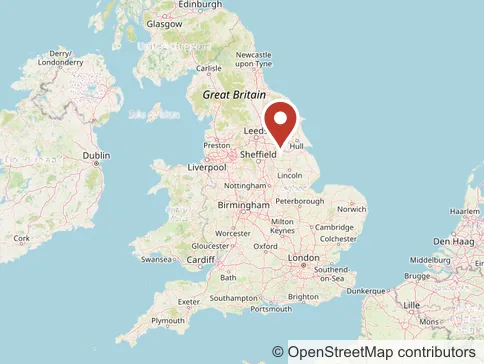 Edinburgh
Glasgow
Derry/
Londonderry
Newcastle
upon Tyne
Carlisle
Great Britain
Leeds
Hull
Preston
Sheffield
Liverpool
Dublin
Lincoln
Nottingham
Peterborough
Norwich
Birmingham
Milton
Keynes
Cambridge
Colchester
Worcester
Haarlem
Den Haag
Cork
Gloucester
Oxford
Swansea
Cardiff
London
Middelburg
Bath
Southend-
on-Sea
Brugge
Southampton
Brighton
Dunkerque
Exeter
Portsmouth
Lille
Plymouth
Mons
© OpenStreetMap contributors